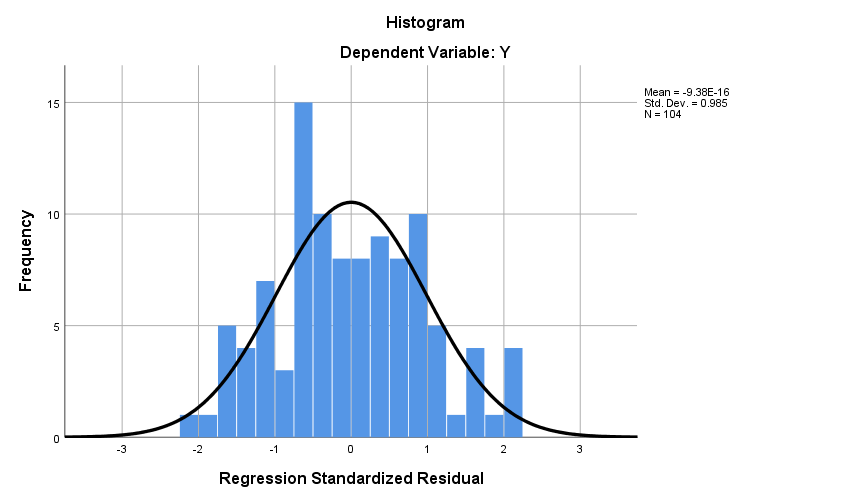 Histogram
Dependent Variable: Y
Mean = -9.38E-16
Std. Dev. = 0.985
N = 104
Frequency
15
10
5
0
-3
-2
-1
0
1
2
3
Regression Standardized Residual